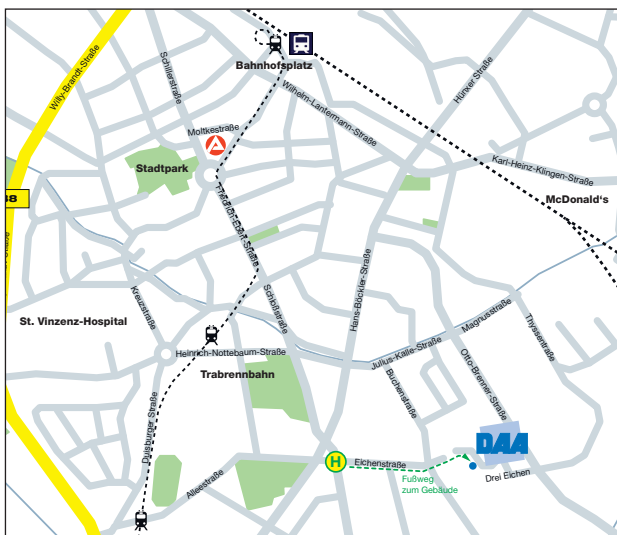 Bahnhofsplatz
Willy-Brandt-Straße
Schillerstraße
Wilhelm-Lantermann-Straße
Hünxer Straße
Moltkestraße
Stadtpark
Karl-Heinz-Klingen-Straße
McDonald's
Friedrich-Ebert-Straße
Hans-Böckler-Straße
Kreuzstraße
Schloßstraße
Magnusstraße
Thyssenstraße
St. Vinzenz-Hospital
Julius-Kalle-Straße
Heinrich-Nottebaum-Straße
Trabrennbahn
Buchenstraße
Otto-Brenner-Straße
Duisburger Straße
DAA
H
Eichenstraße
Alleestraße
Drei Eichen
Fußweg
zum Gebäude